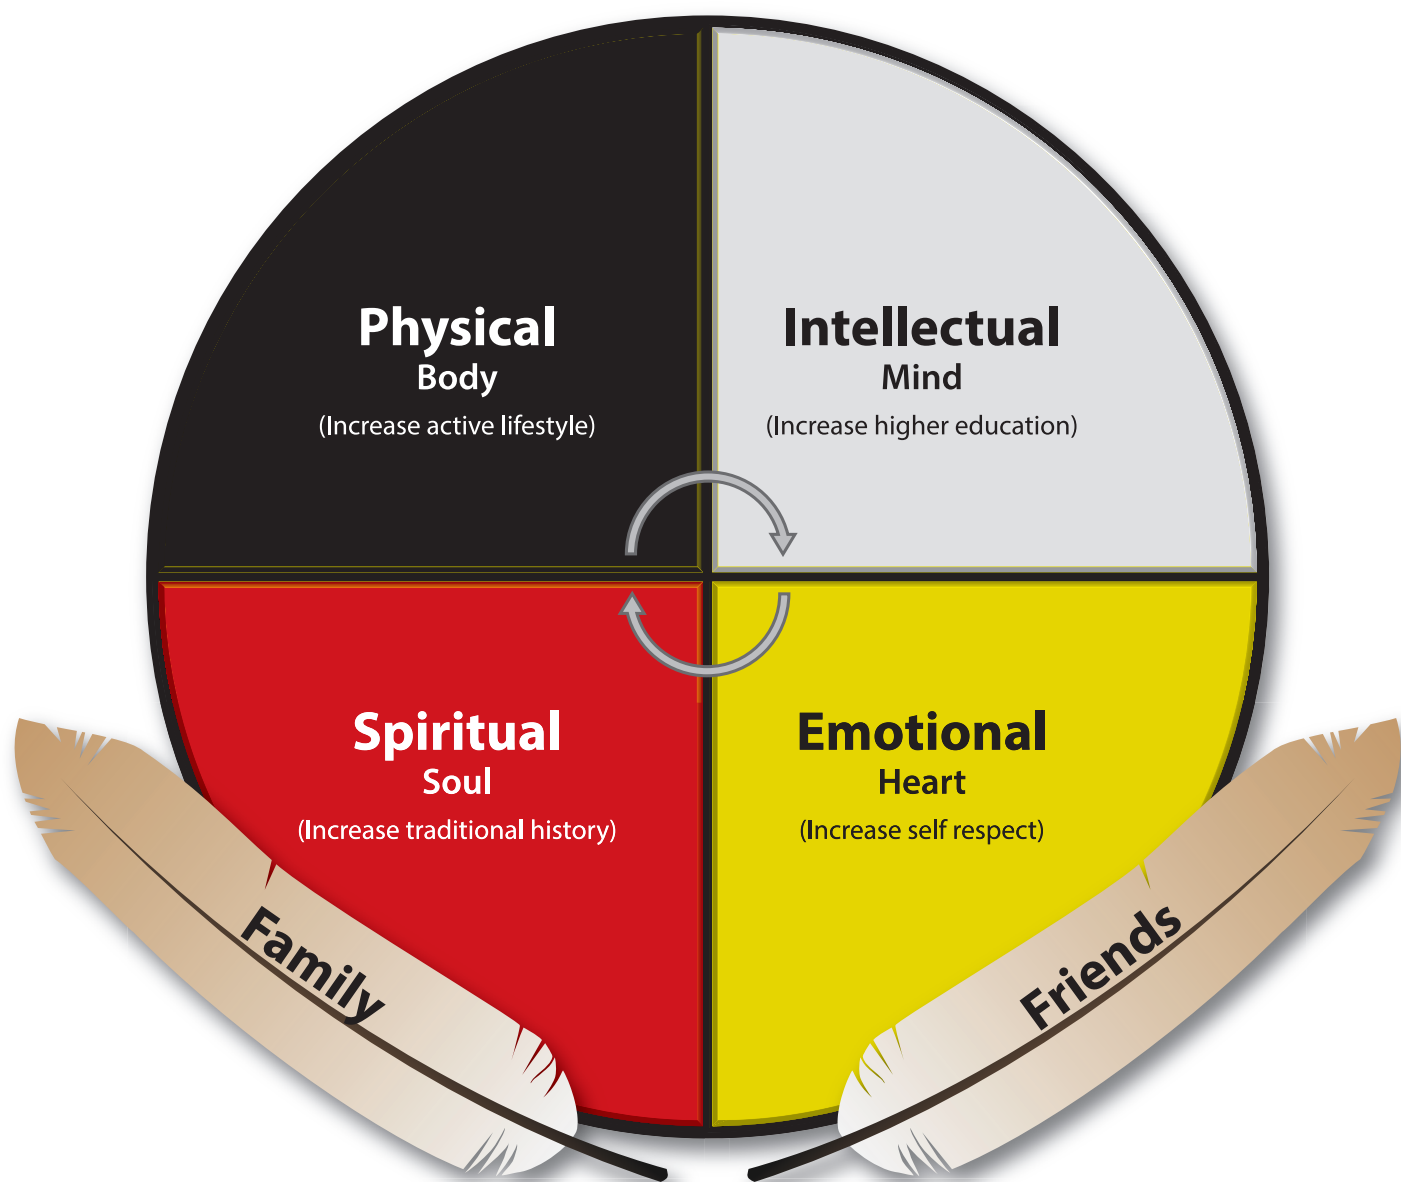 Physical
Body
(Increase active lifestyle)
Intellectual
Mind
(Increase higher education)
Spiritual
Soul
(Increase traditional history)
Emotional
Heart
(Increase self respect)
Family
Friends